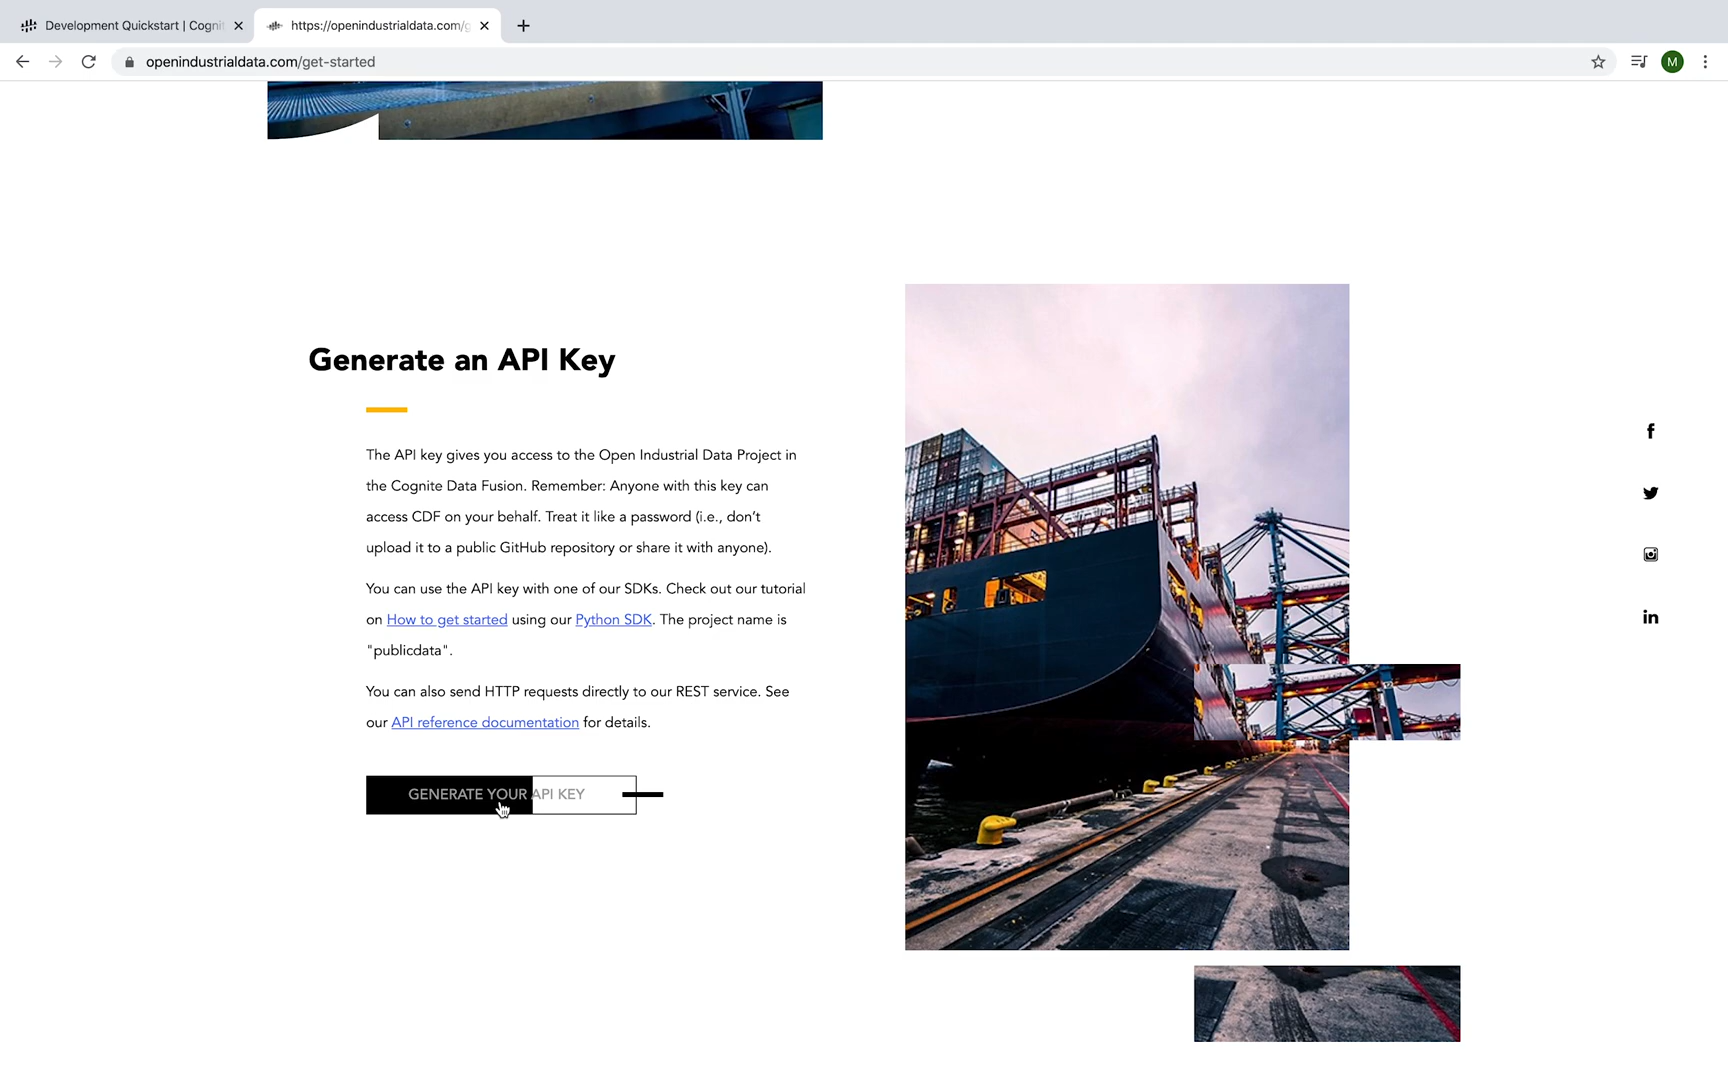 Development Quickstart | Cogni
https://openindustrialdata.com/g
openindustrialdata.com/get-started
M
Generate an API Key
The API key gives you access to the Open Industrial Data Project in
the Cognite Data Fusion. Remember: Anyone with this key can
access CDF on your behalf. Treat it like a password (i.e., don’t
upload it to a public GitHub repository or share it with anyone).
You can use the API key with one of our SDKs. Check out our tutorial
on How to get started using our Python SDK. The project name is
"publicdata".
You can also send HTTP requests directly to our REST service. See
our API reference documentation for details.
GENERATE YOUR API KEY